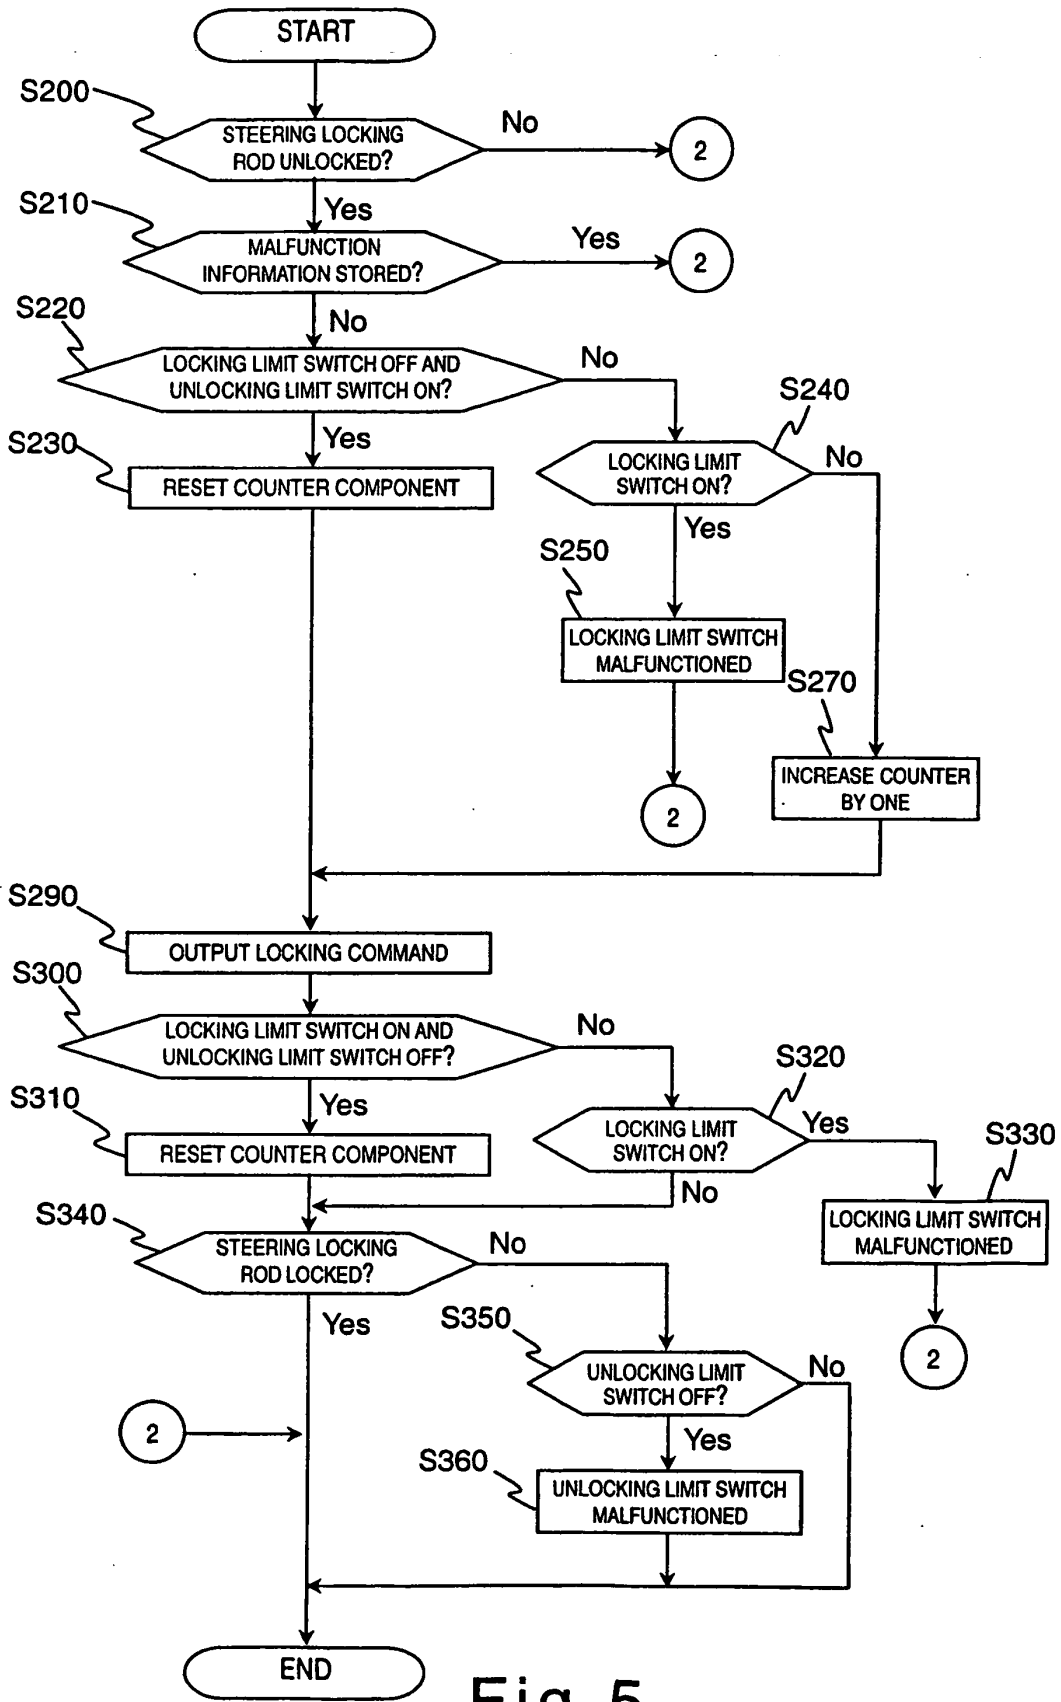 START
S200
STEERING LOCKING
ROD UNLOCKED?
No
2
Yes
S210
MALFUNCTION
INFORMATION STORED?
Yes
2
No
S220
LOCKING LIMIT SWITCH OFF AND
UNLOCKING LIMIT SWITCH ON?
No
Yes
S230
RESET COUNTER COMPONENT
S240
LOCKING LIMIT
SWITCH ON?
No
Yes
S250
LOCKING LIMIT SWITCH
MALFUNCTIONED
2
S270
INCREASE COUNTER
BY ONE
S290
OUTPUT LOCKING COMMAND
S300
LOCKING LIMIT SWITCH ON AND
UNLOCKING LIMIT SWITCH OFF?
No
Yes
S310
RESET COUNTER COMPONENT
S320
LOCKING LIMIT
SWITCH ON?
Yes
No
S330
LOCKING LIMIT SWITCH
MALFUNCTIONED
2
S340
STEERING LOCKING
ROD LOCKED?
No
Yes
S350
UNLOCKING LIMIT
SWITCH OFF?
No
Yes
2
S360
UNLOCKING LIMIT SWITCH
MALFUNCTIONED
END
Fig. 5